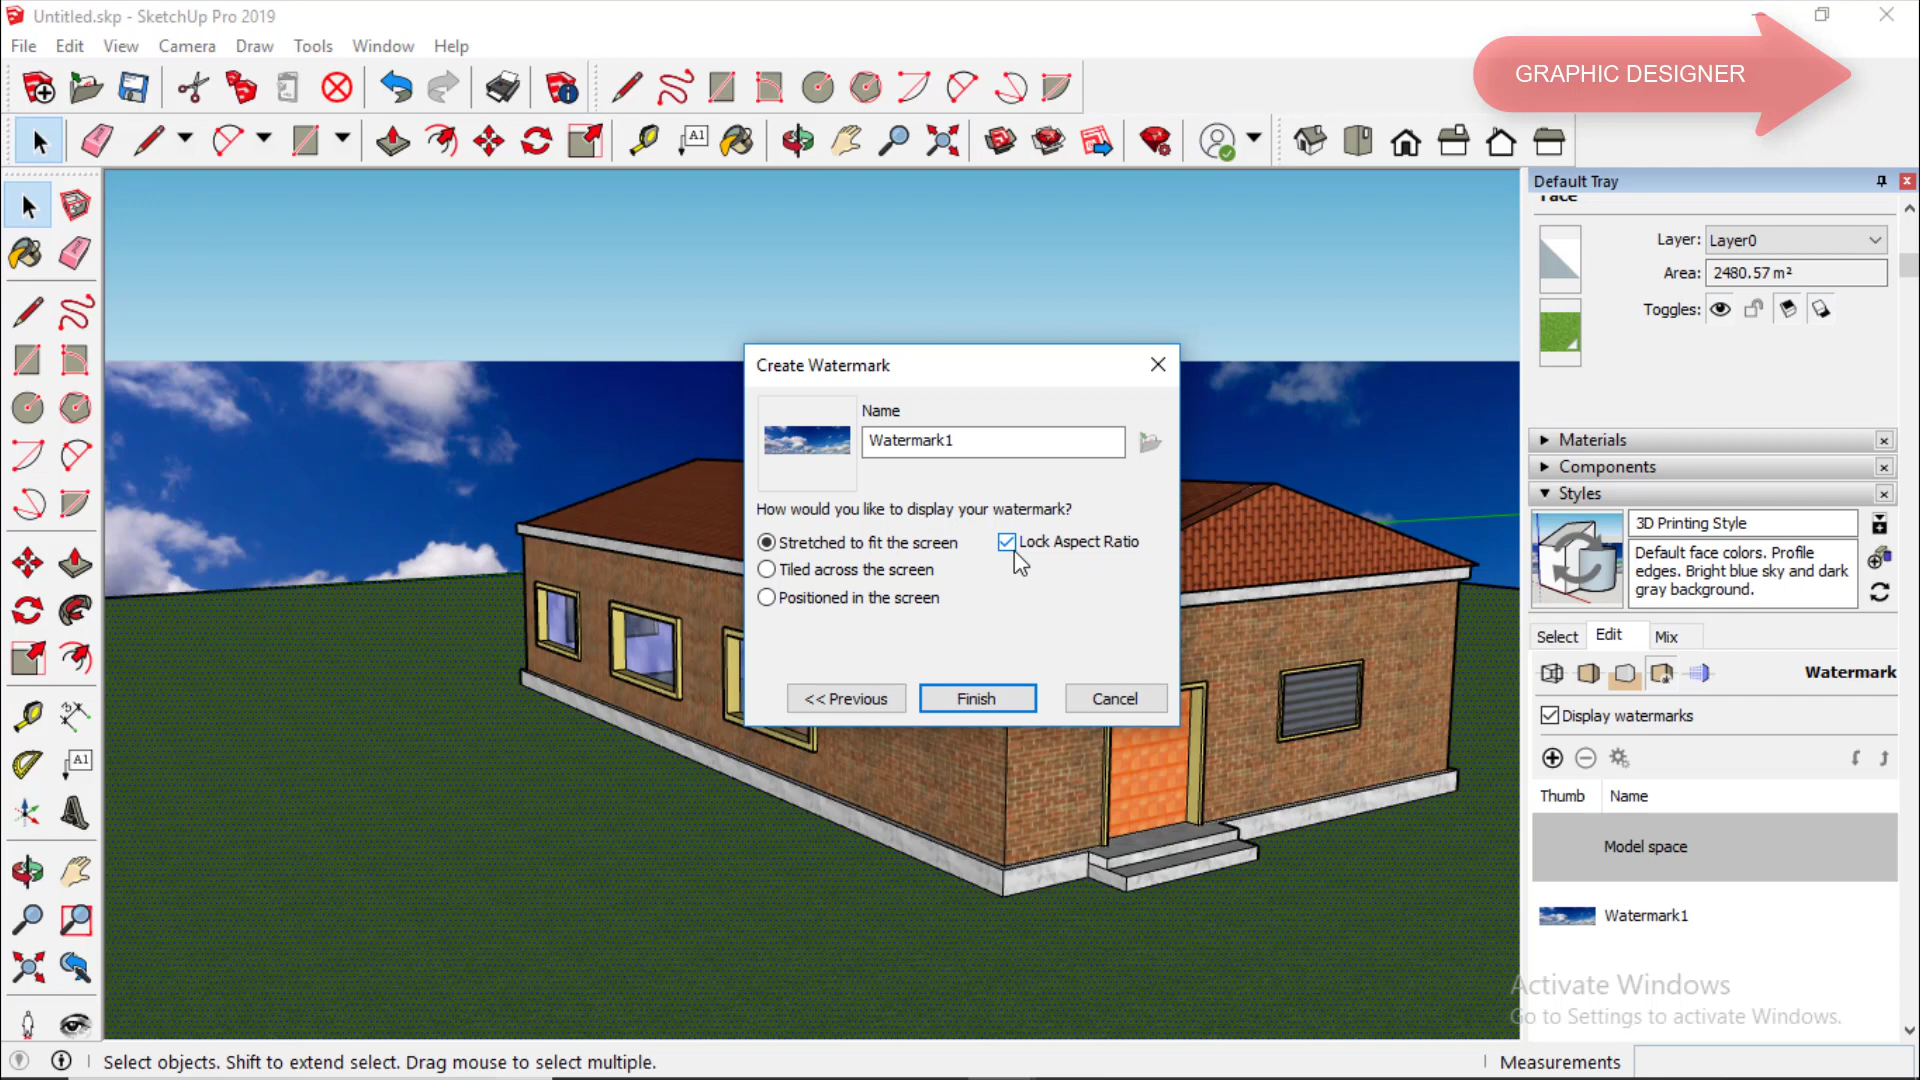 Untitled.skp - SketchUp Pro 2019
File Edit View Camera Draw Tools Window Help
GRAPHIC DESIGNER
A1
Default Tray
Face
Layer: Layer0
Area: 2480.57 m²
Toggles:
Create Watermark
Name
Watermark1
How would you like to display your watermark?
Stretched to fit the screen
Lock Aspect Ratio
Tiled across the screen
Positioned in the screen
<< Previous
Finish
Cancel
Materials
Components
Styles
3D Printing Style
Default face colors. Profile
edges. Bright blue sky and dark
gray background.
Select Edit Mix
Watermark
Display watermarks
Thumb Name
Model space
Watermark1
A1
Activate Windows
Go to Settings to activate Windows.
Select objects. Shift to extend select. Drag mouse to select multiple.
Measurements